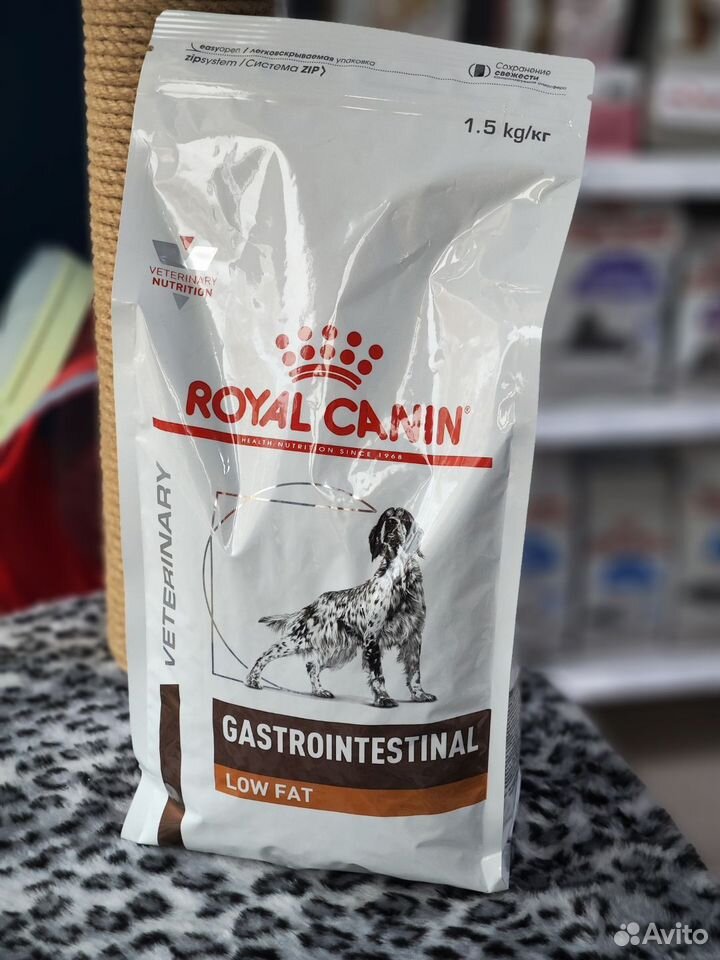 easyopen / легковскрываемая упаковка
zipsystem / Система ZIP
Сохранение
свежести
1.5 kg/кг
VETERINARY
NUTRITION
ROYAL CANIN®
HEALTH NUTRITION SINCE 1968
VETERINARY
GASTROINTESTINAL
LOW FAT
Avito